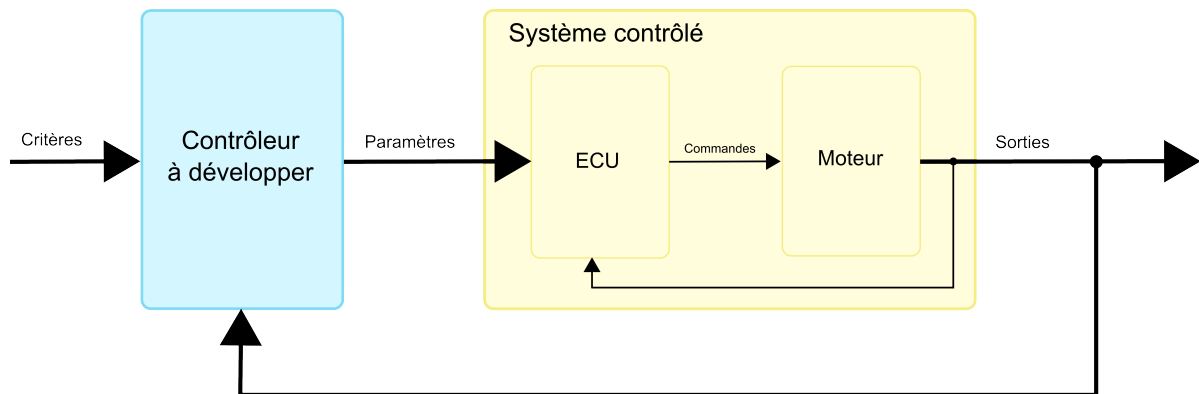 Système contrôlé
Critères
Contrôleur
à développer
Paramètres
ECU
Commandes
Moteur
Sorties